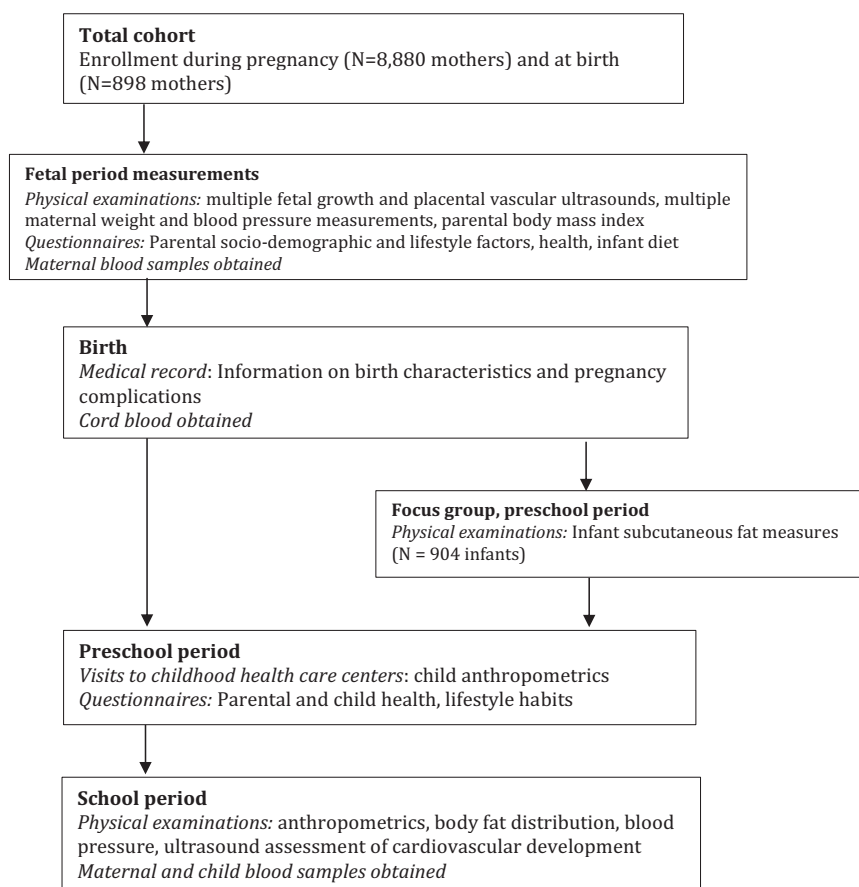 Total cohort
Enrollment during pregnancy (N=8,880 mothers) and at birth
(N=898 mothers)
Fetal period measurements
Physical examinations: multiple fetal growth and placental vascular ultrasounds, multiple
maternal weight and blood pressure measurements, parental body mass index
Questionnaires: Parental socio-demographic and lifestyle factors, health, infant diet
Maternal blood samples obtained
Birth
Medical record: Information on birth characteristics and pregnancy
complications
Cord blood obtained
Focus group, preschool period
Physical examinations: Infant subcutaneous fat measures
(N = 904 infants)
Preschool period
Visits to childhood health care centers: child anthropometrics
Questionnaires: Parental and child health, lifestyle habits
School period
Physical examinations: anthropometrics, body fat distribution, blood
pressure, ultrasound assessment of cardiovascular development
Maternal and child blood samples obtained